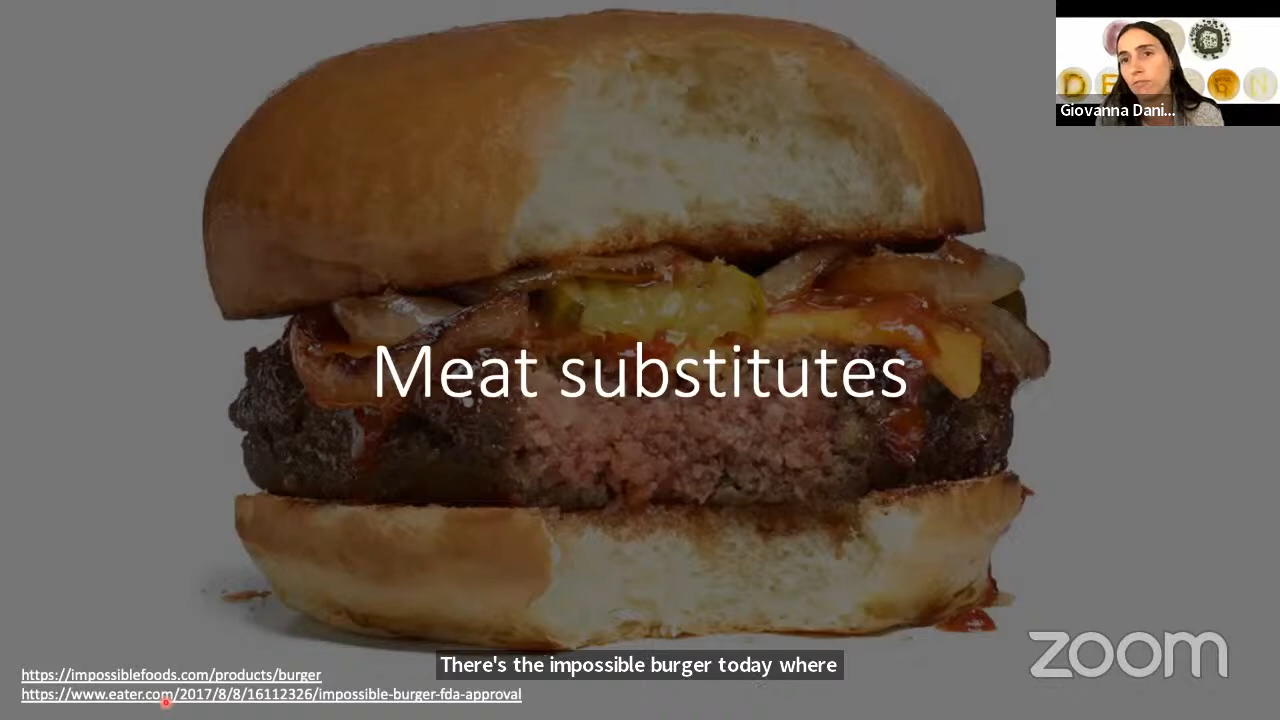 Giovanna Dani...
Meat substitutes
There's the impossible burger today where
zoom
https://impossiblefoods.com/products/burger
https://www.eater.com/2017/8/8/16112326/impossible-burger-fda-approval